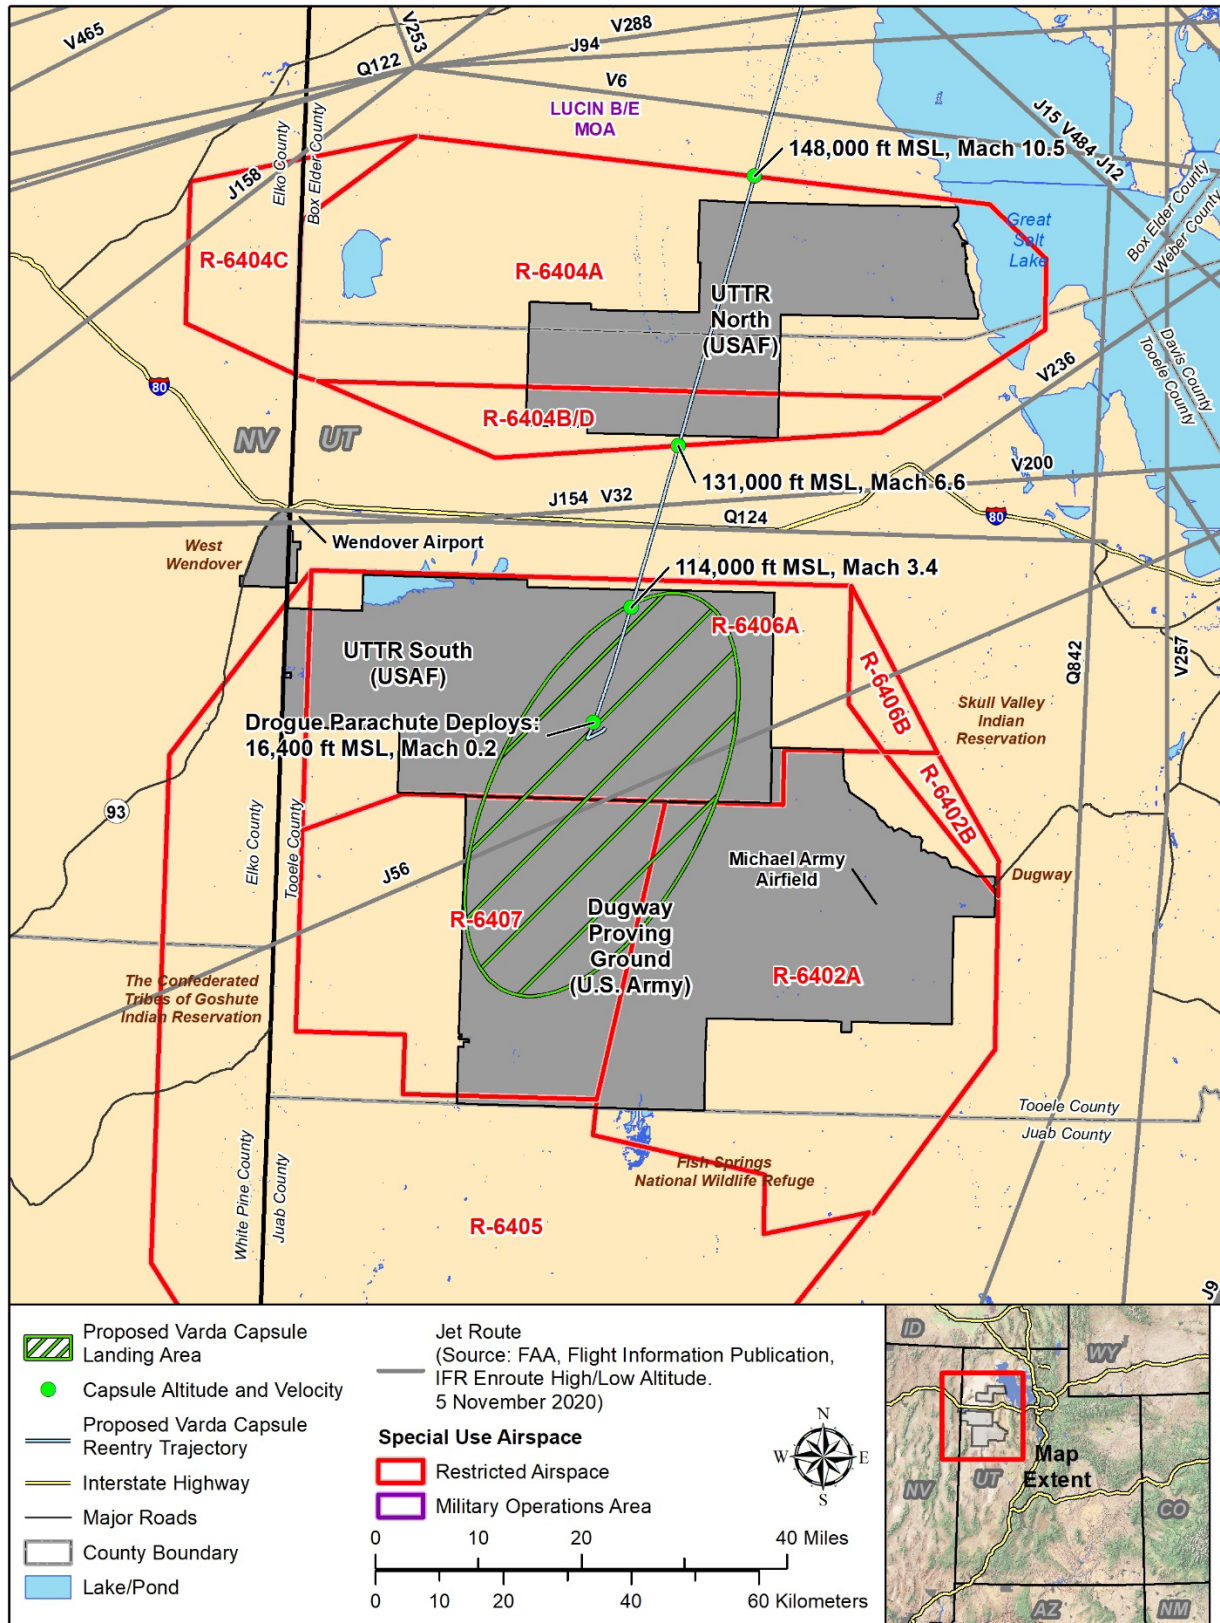 V465
V253
V288
J94
Q122
V6
LUCIN B/E
MOA
J15 V484 J12
Elko County
Box Elder County
148,000 ft MSL, Mach 10.5
J158
Box Elder County
Weber County
Great
Salt
Lake
R-6404C
R-6404A
UTTR
North
(USAF)
Davis County
Tooele County
V236
80
R-6404B/D
NV
UT
V200
131,000 ft MSL, Mach 6.6
J154 V32
Q124
80
Wendover Airport
West
Wendover
114,000 ft MSL, Mach 3.4
R-6406A
UTTR South
(USAF)
Q842
V257
R-6406B
Skull Valley
Indian
Reservation
Drogue Parachute Deploys:
16,400 ft MSL, Mach 0.2
R-6402B
93
Elko County
Tooele County
J56
Michael Army
Airfield
Dugway
R-6407
Dugway
Proving
Ground
(U.S. Army)
R-6402A
The Confederated
Tribes of Goshute
Indian Reservation
Tooele County
Juab County
White Pine County
Juab County
Fish Springs
National Wildlife Refuge
R-6405
J9
Proposed Varda Capsule
Landing Area
Capsule Altitude and Velocity
Proposed Varda Capsule
Reentry Trajectory
Interstate Highway
Major Roads
County Boundary
Lake/Pond
Jet Route
(Source: FAA, Flight Information Publication,
IFR Enroute High/Low Altitude.
5 November 2020)
Special Use Airspace
Restricted Airspace
Military Operations Area
N
W E
S
0 10 20 40 Miles
0 10 20 40 60 Kilometers
ID
WY
Map
Extent
NV
UT
CO
AZ
NM